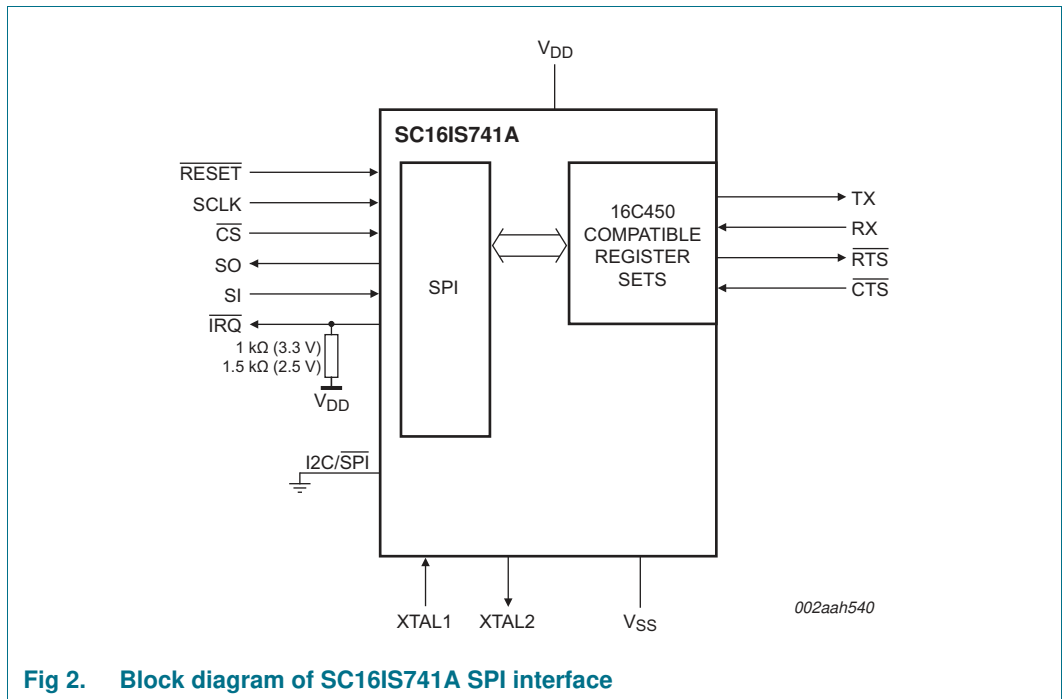 VDD
SC16IS741A
RESET
SCLK
CS
SO
SI
IRQ
1 kΩ (3.3 V)
1.5 kΩ (2.5 V)
VDD
I2C/SPI
SPI
16C450
COMPATIBLE
REGISTER
SETS
TX
RX
RTS
CTS
XTAL1
XTAL2
VSS
002aah540
Fig 2. Block diagram of SC16IS741A SPI interface